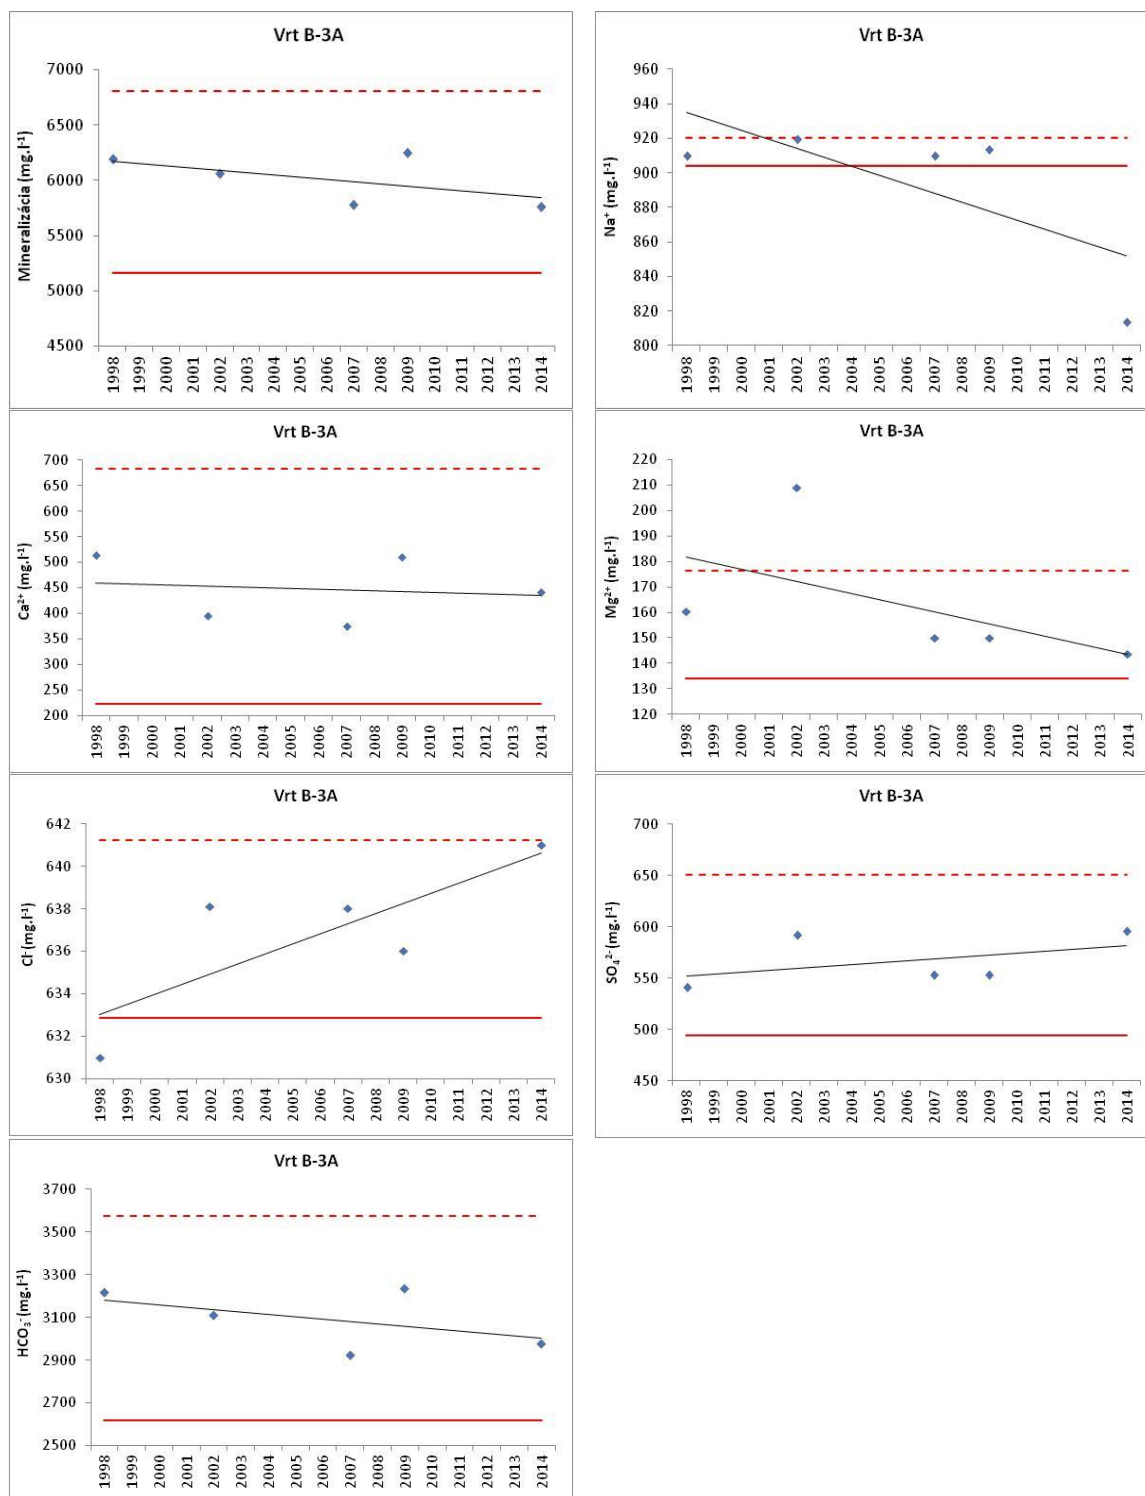 Vrt B-3A
Mineralizácia (mg.l⁻¹)
7000
6500
6000
5500
5000
4500
1998 1999 2000 2001 2002 2003 2004 2005 2006 2007 2008 2009 2010 2011 2012 2013 2014
Vrt B-3A
Na⁺ (mg.l⁻¹)
960
940
920
900
880
860
840
820
800
1998 1999 2000 2001 2002 2003 2004 2005 2006 2007 2008 2009 2010 2011 2012 2013 2014
Vrt B-3A
Ca²⁺ (mg.l⁻¹)
700
650
600
550
500
450
400
350
300
250
200
1998 1999 2000 2001 2002 2003 2004 2005 2006 2007 2008 2009 2010 2011 2012 2013 2014
Vrt B-3A
Mg²⁺ (mg.l⁻¹)
220
210
200
190
180
170
160
150
140
130
120
1998 1999 2000 2001 2002 2003 2004 2005 2006 2007 2008 2009 2010 2011 2012 2013 2014
Vrt B-3A
Cl⁻(mg.l⁻¹)
642
640
638
636
634
632
630
1998 1999 2000 2001 2002 2003 2004 2005 2006 2007 2008 2009 2010 2011 2012 2013 2014
Vrt B-3A
SO₄²⁻(mg.l⁻¹)
700
650
600
550
500
450
1998 1999 2000 2001 2002 2003 2004 2005 2006 2007 2008 2009 2010 2011 2012 2013 2014
Vrt B-3A
HCO₃⁻(mg.l⁻¹)
3700
3500
3300
3100
2900
2700
2500
1998 1999 2000 2001 2002 2003 2004 2005 2006 2007 2008 2009 2010 2011 2012 2013 2014